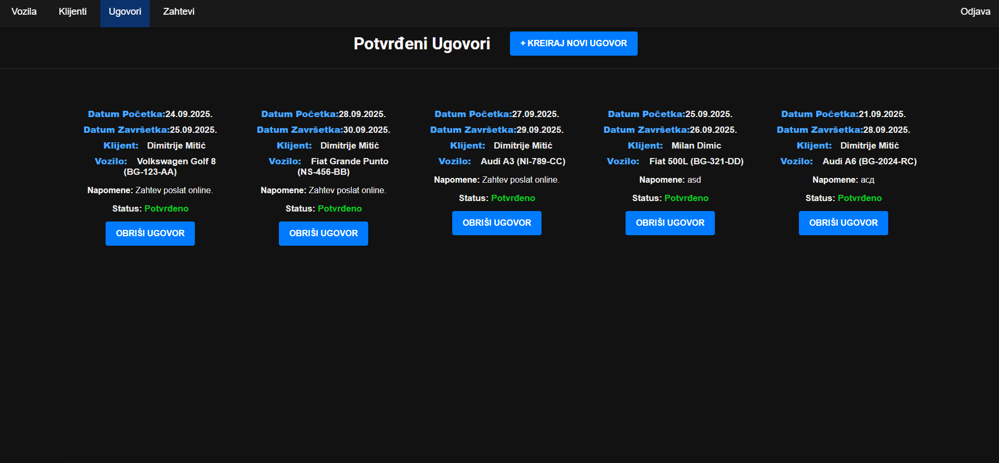 Vozila
Klijenti
Ugovori
Zahtevi
Odjava
Potvrđeni Ugovori
+ KREIRAJ NOVI UGOVOR
Datum Početka:24.09.2025.
Datum Završetka:25.09.2025.
Klijent: Dimitrije Mitić
Vozilo: Volkswagen Golf 8
(BG-123-AA)
Napomene: Zahtev poslat online.
Status: Potvrđeno
OBRIŠI UGOVOR
Datum Početka:28.09.2025.
Datum Završetka:30.09.2025.
Klijent: Dimitrije Mitić
Vozilo: Fiat Grande Punto
(NS-456-BB)
Napomene: Zahtev poslat online.
Status: Potvrđeno
OBRIŠI UGOVOR
Datum Početka:27.09.2025.
Datum Završetka:29.09.2025.
Klijent: Dimitrije Mitić
Vozilo: Audi A3 (NI-789-CC)
Napomene: Zahtev poslat online.
Status: Potvrđeno
OBRIŠI UGOVOR
Datum Početka:25.09.2025.
Datum Završetka:26.09.2025.
Klijent: Milan Dimic
Vozilo: Fiat 500L (BG-321-DD)
Napomene: asd
Status: Potvrđeno
OBRIŠI UGOVOR
Datum Početka:21.09.2025.
Datum Završetka:28.09.2025.
Klijent: Dimitrije Mitić
Vozilo: Audi A6 (BG-2024-RC)
Napomene: асд
Status: Potvrđeno
OBRIŠI UGOVOR